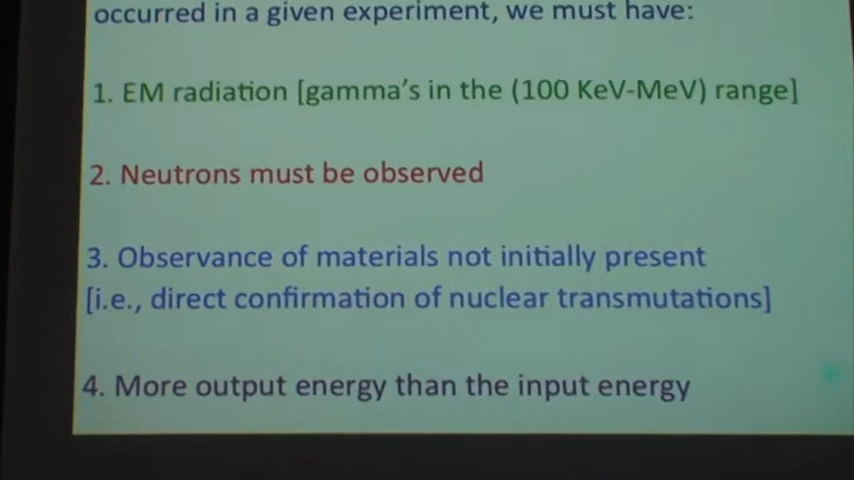 occurred in a given experiment, we must have:
1. EM radiation [gamma's in the (100 KeV-MeV) range]
2. Neutrons must be observed
3. Observance of materials not initially present
[i.e., direct confirmation of nuclear transmutations]
4. More output energy than the input energy